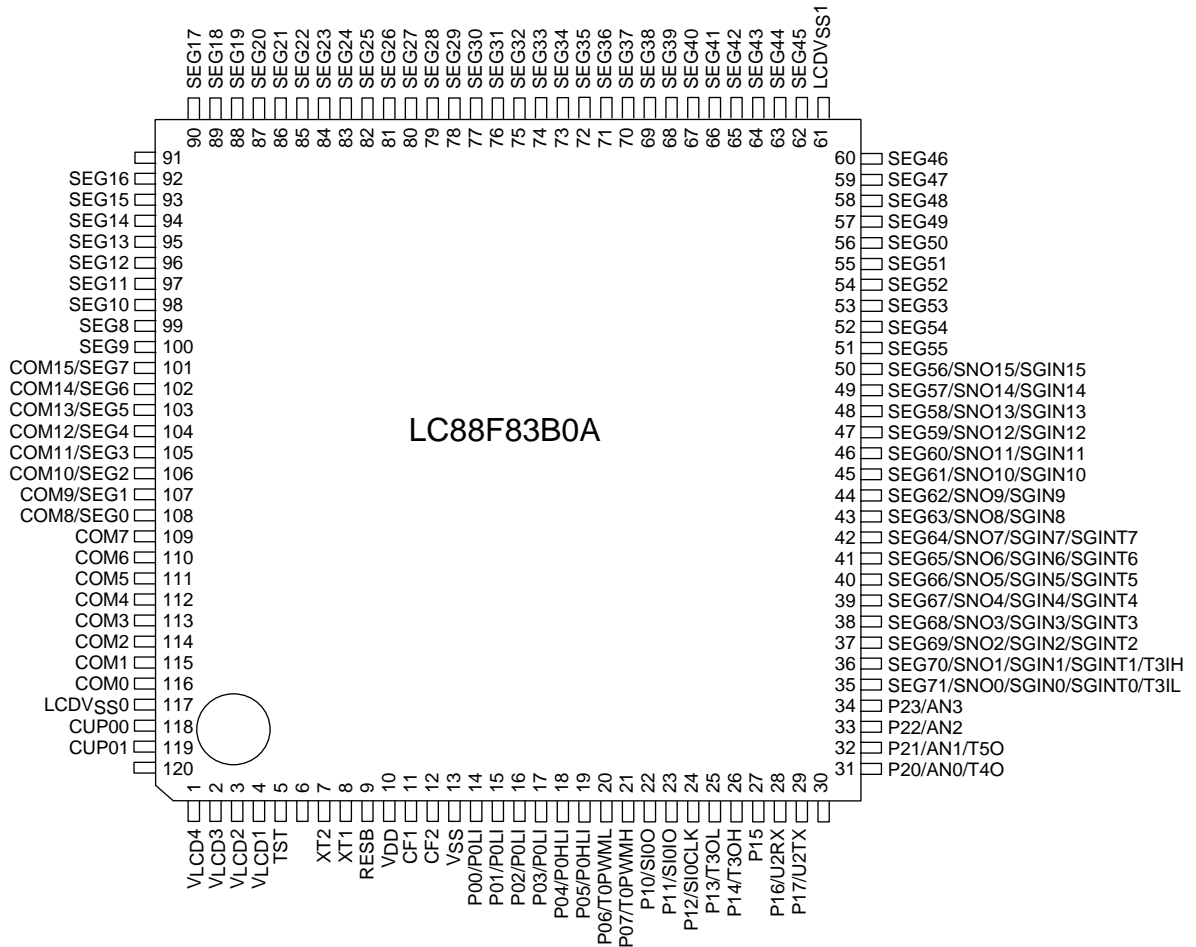 SEG17
SEG18
SEG19
SEG20
SEG21
SEG22
SEG23
SEG24
SEG25
SEG26
SEG27
SEG28
SEG29
SEG30
SEG31
SEG32
SEG33
SEG34
SEG35
SEG36
SEG37
SEG38
SEG39
SEG40
SEG41
SEG42
SEG43
SEG44
SEG45
LCDVSS1
90
89
88
87
86
85
84
83
82
81
80
79
78
77
76
75
74
73
72
71
70
69
68
67
66
65
64
63
62
61
91
SEG16 92
SEG15 93
SEG14 94
SEG13 95
SEG12 96
SEG11 97
SEG10 98
SEG8 99
SEG9 100
COM15/SEG7 101
COM14/SEG6 102
COM13/SEG5 103
COM12/SEG4 104
COM11/SEG3 105
COM10/SEG2 106
COM9/SEG1 107
COM8/SEG0 108
COM7 109
COM6 110
COM5 111
COM4 112
COM3 113
COM2 114
COM1 115
COM0 116
LCDVSS0 117
CUP00 118
CUP01 119
120
LC88F83B0A
60 SEG46
59 SEG47
58 SEG48
57 SEG49
56 SEG50
55 SEG51
54 SEG52
53 SEG53
52 SEG54
51 SEG55
50 SEG56/SNO15/SGIN15
49 SEG57/SNO14/SGIN14
48 SEG58/SNO13/SGIN13
47 SEG59/SNO12/SGIN12
46 SEG60/SNO11/SGIN11
45 SEG61/SNO10/SGIN10
44 SEG62/SNO9/SGIN9
43 SEG63/SNO8/SGIN8
42 SEG64/SNO7/SGIN7/SGINT7
41 SEG65/SNO6/SGIN6/SGINT6
40 SEG66/SNO5/SGIN5/SGINT5
39 SEG67/SNO4/SGIN4/SGINT4
38 SEG68/SNO3/SGIN3/SGINT3
37 SEG69/SNO2/SGIN2/SGINT2
36 SEG70/SNO1/SGIN1/SGINT1/T3IH
35 SEG71/SNO0/SGIN0/SGINT0/T3IL
34 P23/AN3
33 P22/AN2
32 P21/AN1/T5O
31 P20/AN0/T4O
1
2
3
4
5
6
7
8
9
10
11
12
13
14
15
16
17
18
19
20
21
22
23
24
25
26
27
28
29
30
VLCD4
VLCD3
VLCD2
VLCD1
TST
XT2
XT1
RESB
VDD
CF1
CF2
VSS
P00/P0LI
P01/P0LI
P02/P0LI
P03/P0LI
P04/P0HLI
P05/P0HLI
P06/T0PWML
P07/T0PWMH
P10/SI0O
P11/SI0IO
P12/SI0CLK
P13/T3OL
P14/T3OH
P15
P16/U2RX
P17/U2TX